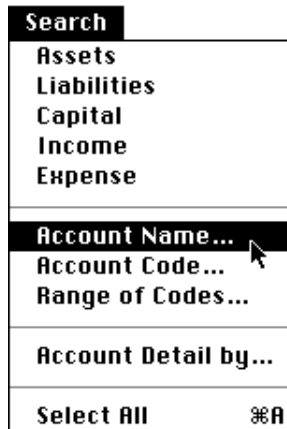 Search
Assets
Liabilities
Capital
Income
Expense
Account Name...
Account Code...
Range of Codes...
Account Detail by...
Select All ⌘A